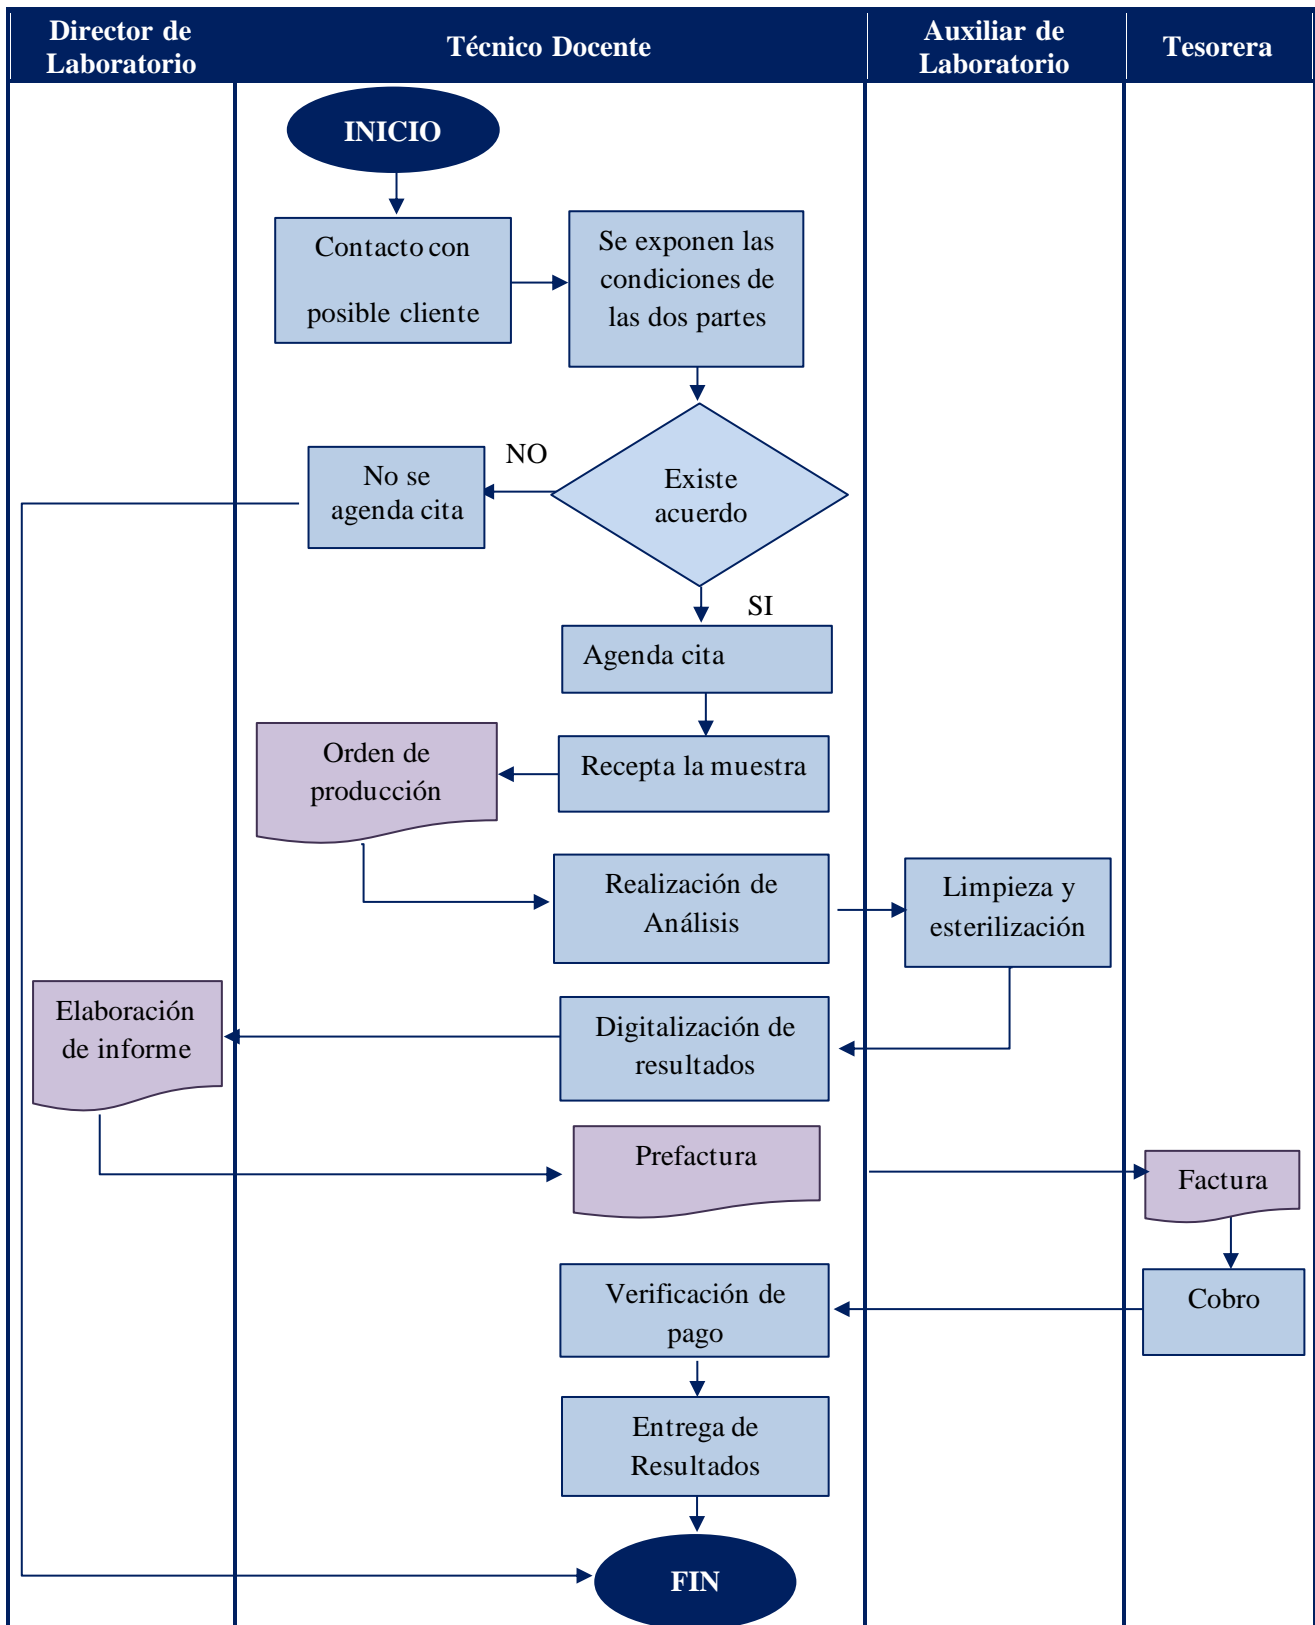 Director de
Laboratorio
Técnico Docente
Auxiliar de
Laboratorio
Tesorera
INICIO
Contacto con
posible cliente
Se exponen las
condiciones de
las dos partes
Existe
acuerdo
NO
No se
agenda cita
SI
Agenda cita
Recepta la muestra
Orden de
producción
Realización de
Análisis
Limpieza y
esterilización
Digitalización de
resultados
Elaboración
de informe
Prefactura
Factura
Cobro
Verificación de
pago
Entrega de
Resultados
FIN